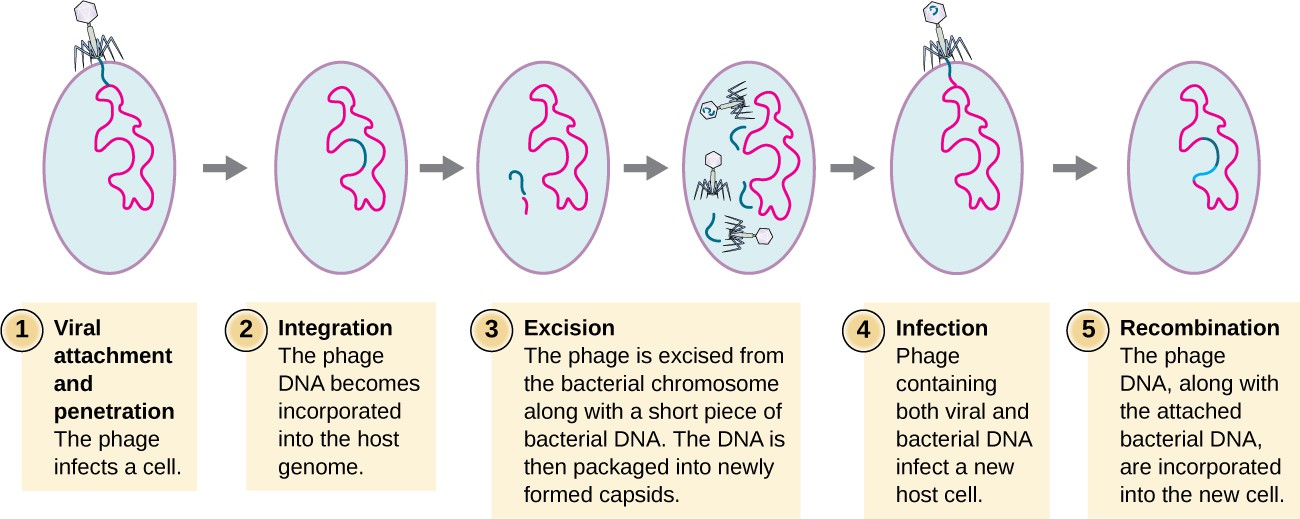 1 Viral
attachment
and
penetration
The phage
infects a cell.
2 Integration
The phage
DNA becomes
incorporated
into the host
genome.
3 Excision
The phage is excised from
the bacterial chromosome
along with a short piece of
bacterial DNA. The DNA is
then packaged into newly
formed capsids.
4 Infection
Phage
containing
both viral and
bacterial DNA
infect a new
host cell.
5 Recombination
The phage
DNA, along with
the attached
bacterial DNA,
are incorporated
into the new cell.